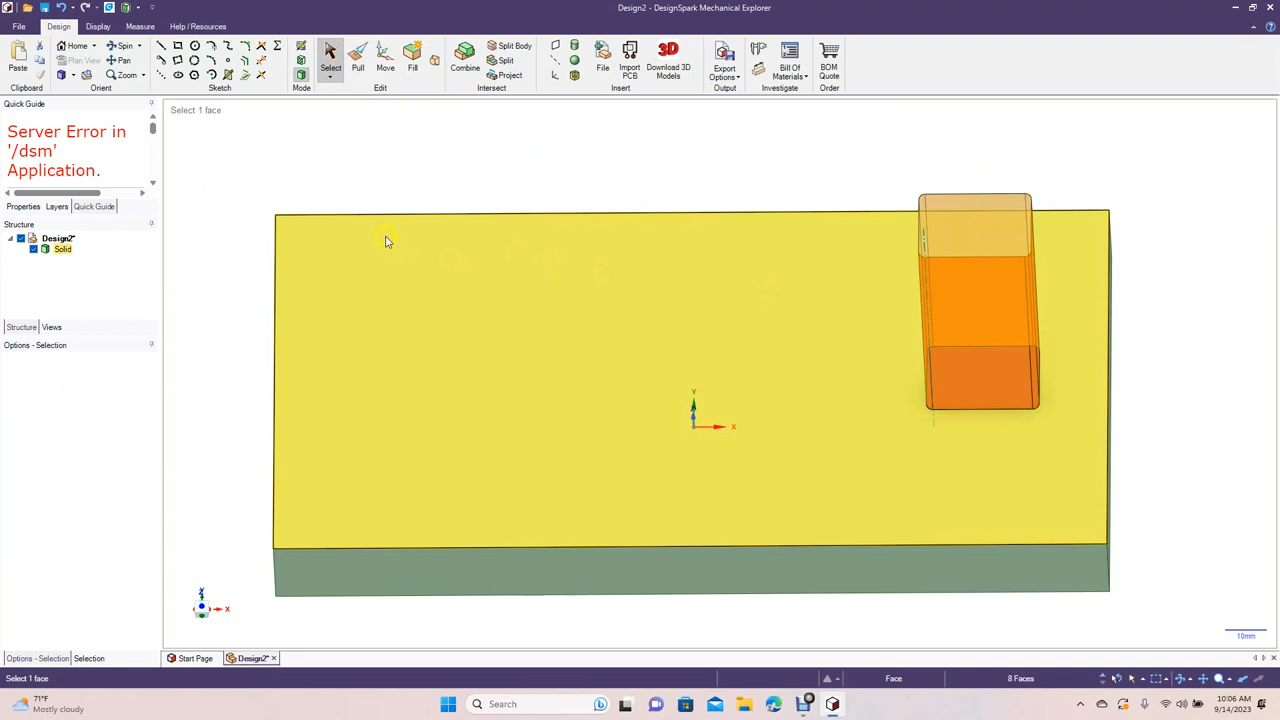 Design2 - DesignSpark Mechanical Explorer
File Design Display Measure Help / Resources
Paste
Clipboard
Home Spin
Plan View Pan
Zoom
Orient
Sketch
Mode
Select
Pull
Move
Fill
Edit
Combine
Split Body
Split
Project
Intersect
File
Import PCB
Download 3D Models
Insert
3D
Export Options
Output
Bill Of Materials
Investigate
BOM Quote
Order
Quick Guide
Server Error in
'/dsm'
Application.
Properties Layers Quick Guide
Structure
Design2*
Solid
Structure Views
Options - Selection
Select 1 face
Y
X
Z
X
10mm
Options - Selection Selection
Start Page Design2*
Select 1 face Face 8 Faces
71°F
Mostly cloudy
Search
10:06 AM
9/14/2023